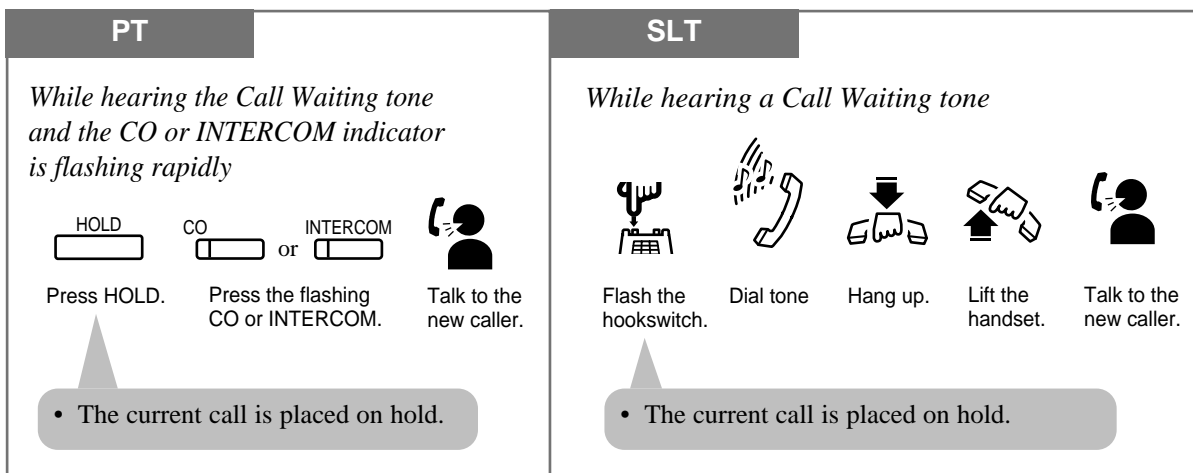 PT
While hearing the Call Waiting tone
and the CO or INTERCOM indicator
is flashing rapidly
HOLD
CO
or
INTERCOM
Press HOLD.
Press the flashing
CO or INTERCOM.
Talk to the
new caller.
• The current call is placed on hold.
SLT
While hearing a Call Waiting tone
Flash the
hookswitch.
Dial tone
Hang up.
Lift the
handset.
Talk to the
new caller.
• The current call is placed on hold.